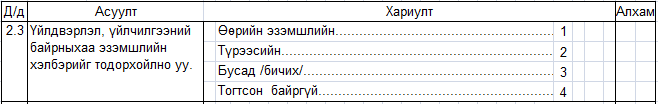 Д/д Асуулт Хариулт Алхам
2.3 Үйлдвэрлэл, үйлчилгээний байрныхаа эзэмшлийн хэлбэрийг тодорхойлно уу.
Өөрийн эзэмшлийн 1
Түрээсийн 2
Бусад /бичих/ 3
Тогтсон байргүй 4